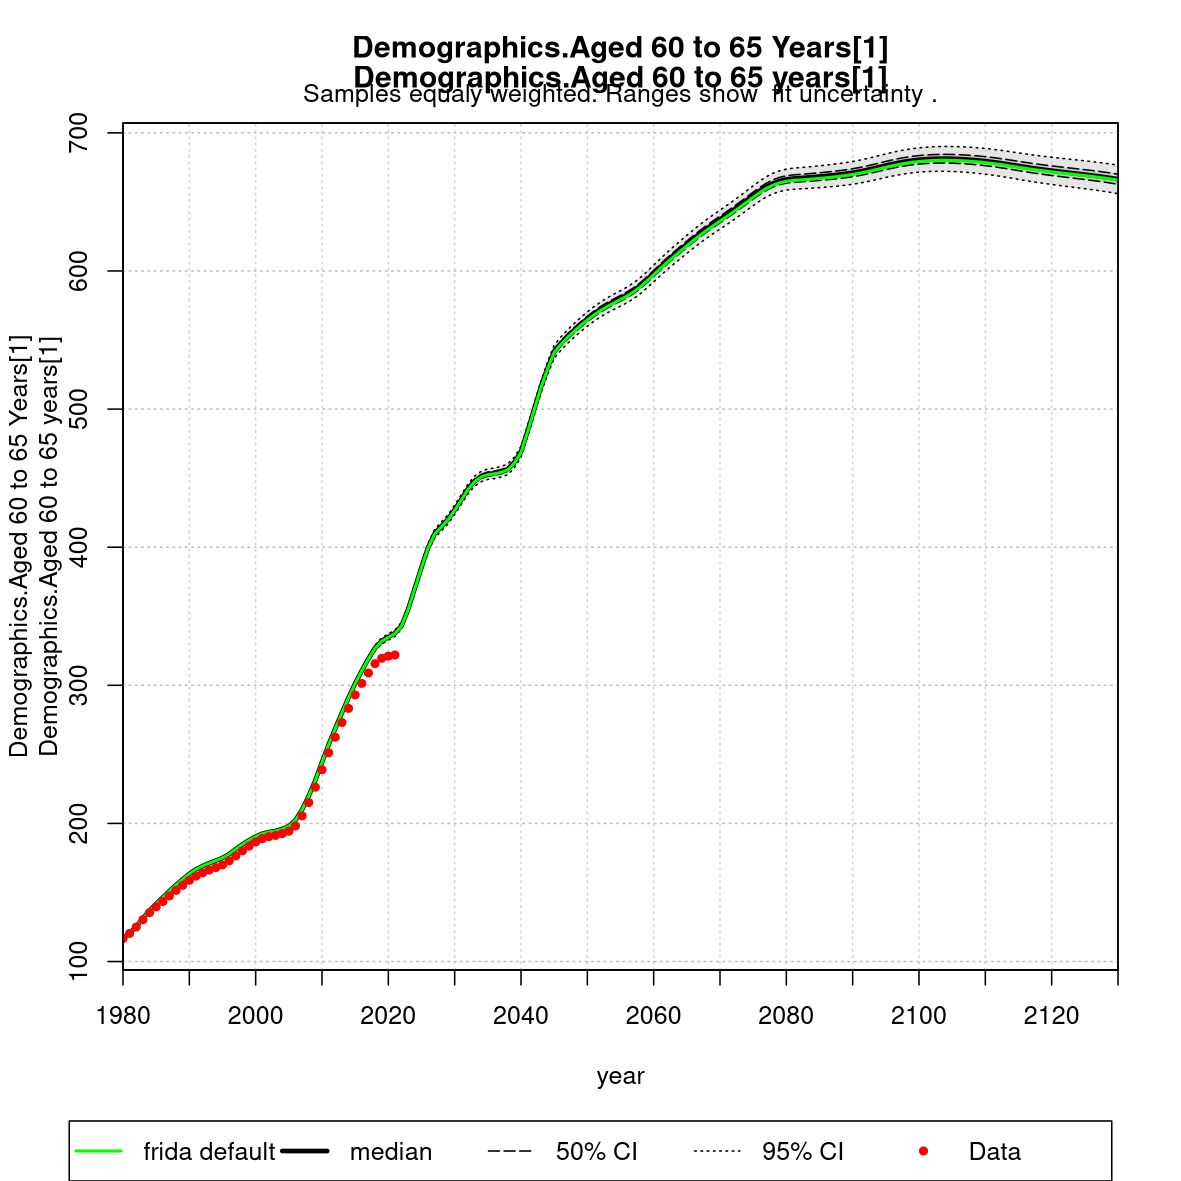 Demographics.Aged 60 to 65 Years[1]
Demographics.Aged 60 to 65 years[1]
Samples equaly weighted. Ranges show  fit uncertainty .
Demographics.Aged 60 to 65 Years[1]
Demographics.Aged 60 to 65 years[1]
700
600
500
400
300
200
100
1980 2000 2020 2040 2060 2080 2100 2120
year
frida default median 50% CI 95% CI Data